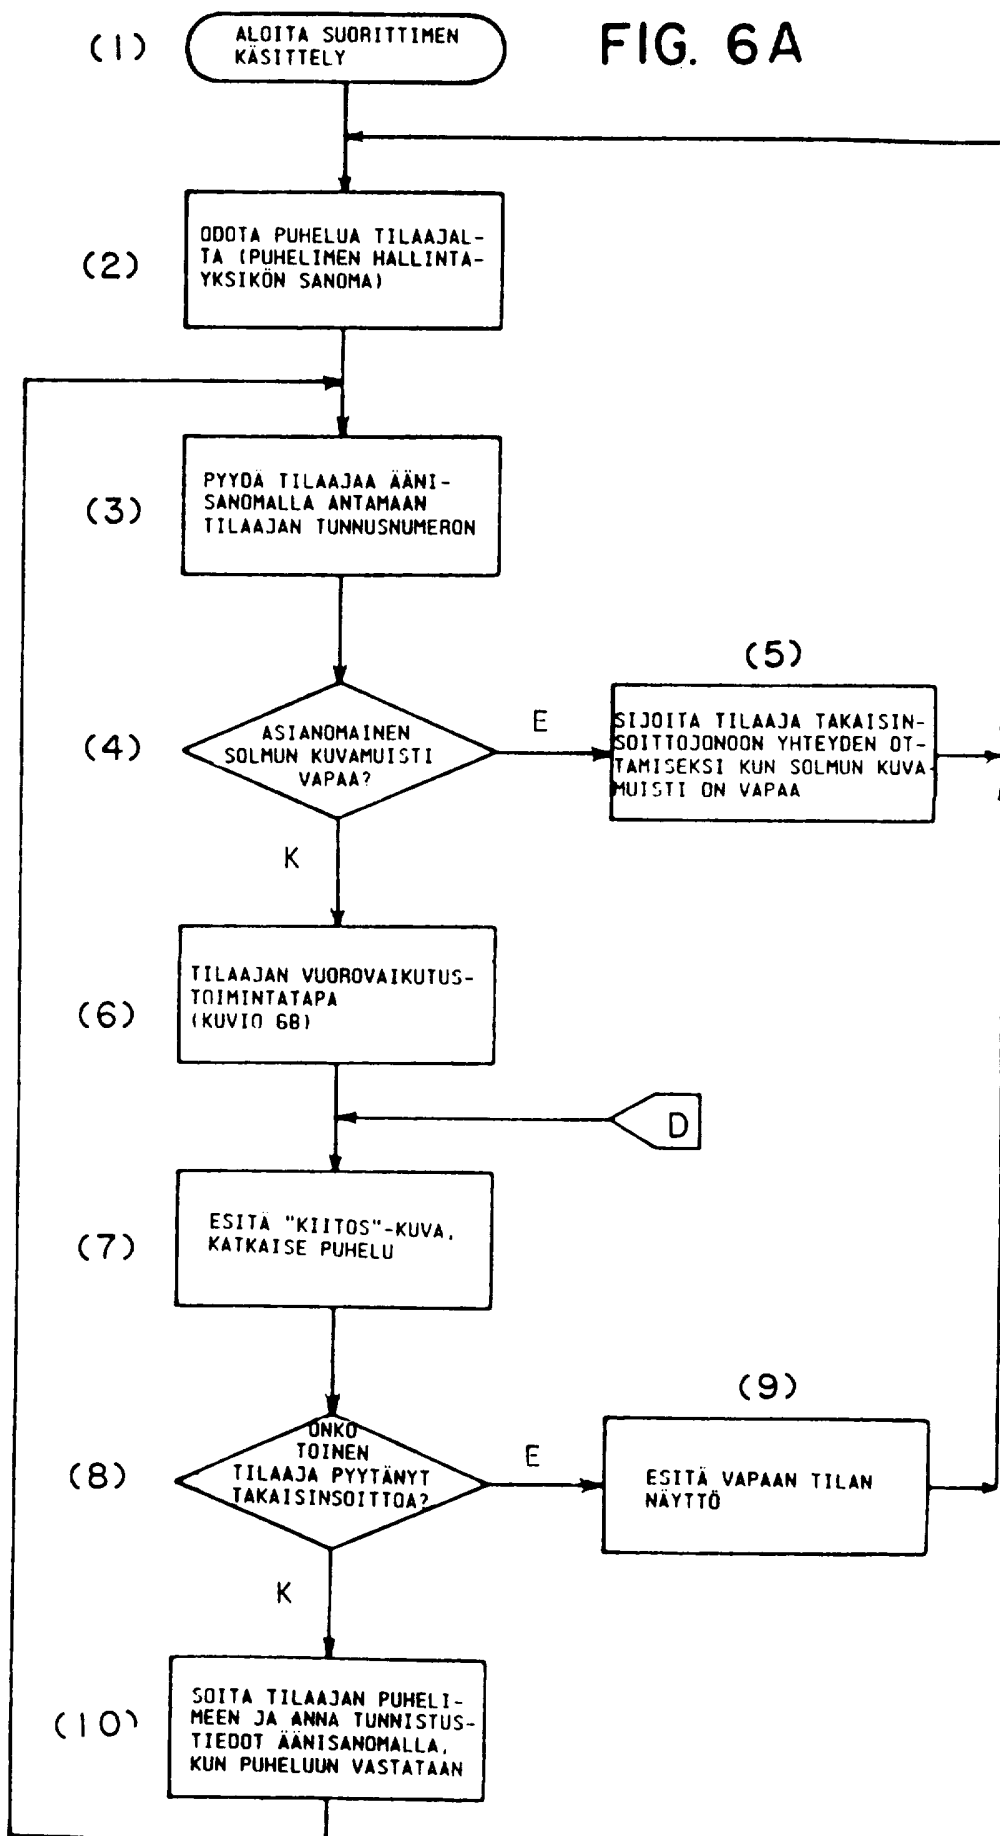 FIG. 6A
(1)
ALOITA SUORITTIMEN
KÄSITTELY
(2)
ODOTA PUHELUA TILAAJAL-
TA (PUHELIMEN HALLINTA-
YKSIKÖN SANOMA)
(3)
PYYDÄ TILAAJAA ÄÄNI-
SANOMALLA ANTAMAAN
TILAAJAN TUNNUSNUMERON
(4)
ASIANOMAINEN
SOLMUN KUVAMUISTI
VAPAA?
E
K
(5)
SIJOITA TILAAJA TAKAISIN-
SOITTOJONOON YHTEYDEN OT-
TAMISEKSI KUN SOLMUN KUVA-
MUISTI ON VAPAA
(6)
TILAAJAN VUOROVAIKUTUS-
TOIMINTATAPA
(KUVIO 6B)
D
(7)
ESITÄ "KIITOS"-KUVA,
KATKAISE PUHELU
(8)
ONKO
TOINEN
TILAAJA PYYTÄNYT
TAKAISINSOITTOA?
E
K
(9)
ESITÄ VAPAAN TILAN
NÄYTTÖ
(10)
SOITA TILAAJAN PUHELI-
MEEN JA ANNA TUNNISTUS-
TIEDOT ÄÄNISANOMALLA,
KUN PUHELUUN VASTATAAN